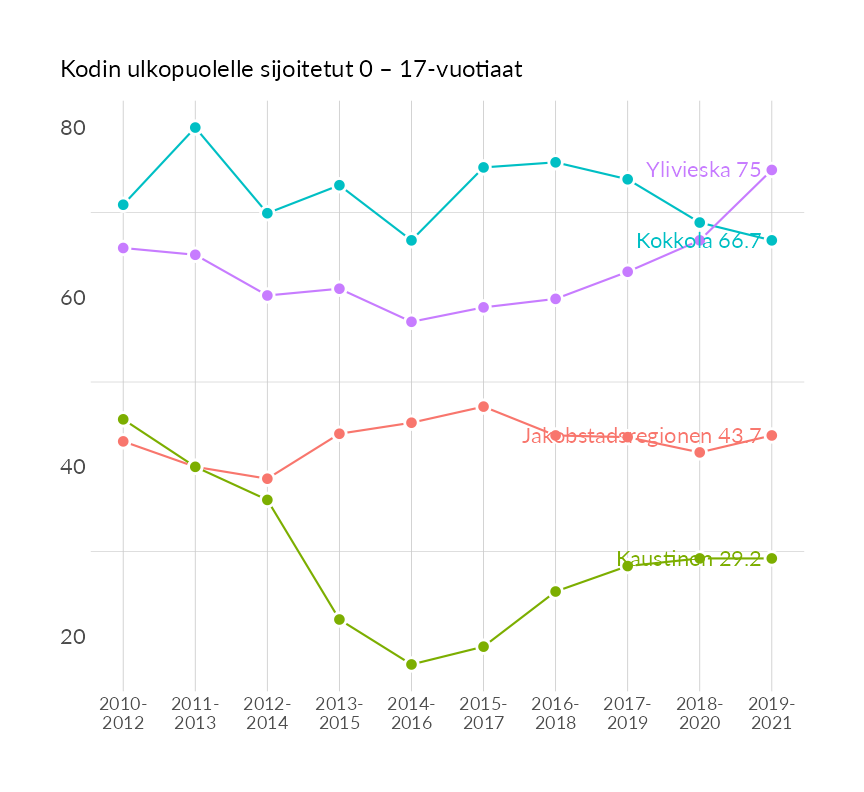 Kodin ulkopuolelle sijoitetut 0 – 17-vuotiaat
80
Ylivieska 75
Kokkola 66.7
60
Jakobstadsregionen 43.7
40
Kaustinen 29.2
20
2010- 2011- 2012- 2013- 2014- 2015- 2016- 2017- 2018- 2019-
2012 2013 2014 2015 2016 2017 2018 2019 2020 2021